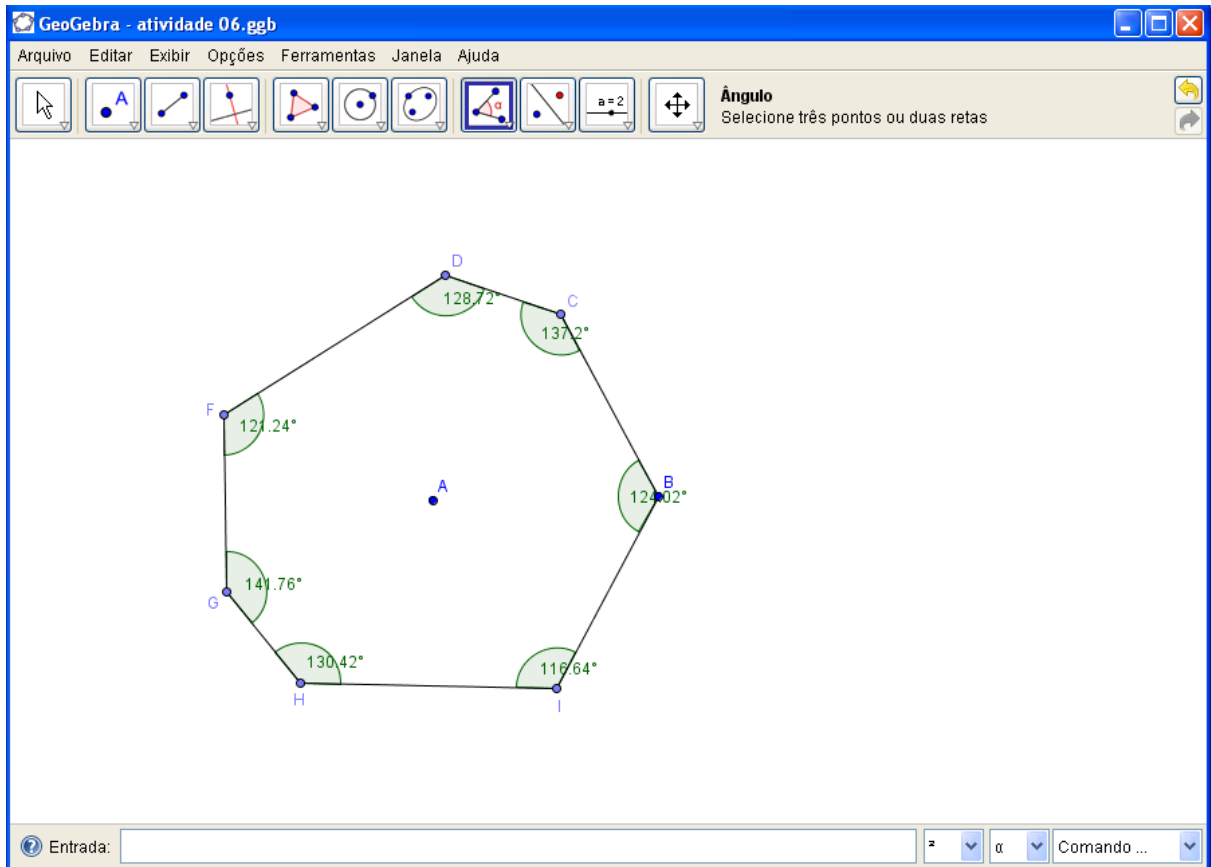 GeoGebra - atividade 06.ggb
Arquivo Editar Exibir Opções Ferramentas Janela Ajuda
A
α
a=2
Ângulo
Selecione três pontos ou duas retas
D
128.72°
C
137.2°
F
121.24°
A
B
124.02°
141.76°
G
130.42°
116.64°
H
I
Entrada:
²
α
Comando ...